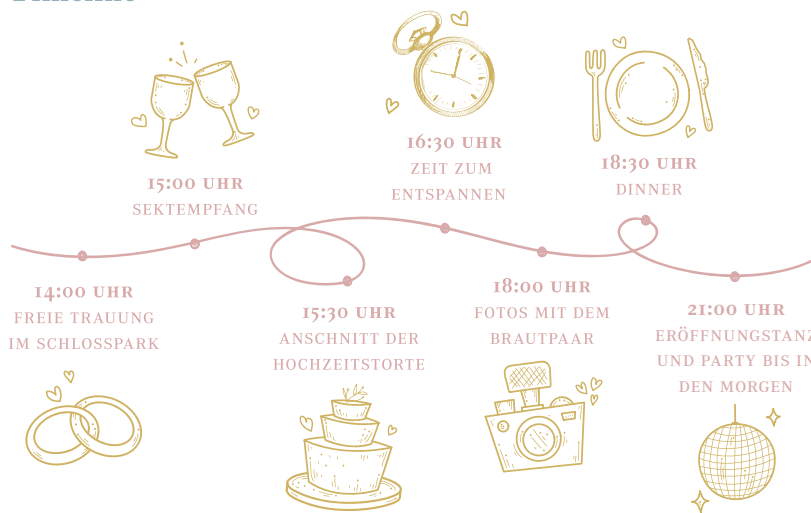 14:00 UHR
FREIE TRAUUNG
IM SCHLOSSPARK
15:00 UHR
SEKTEMPFANG
15:30 UHR
ANSCHNITT DER
HOCHZEITSTORTE
16:30 UHR
ZEIT ZUM
ENTSPANNEN
18:00 UHR
FOTOS MIT DEM
BRAUTPAAR
18:30 UHR
DINNER
21:00 UHR
ERÖFFNUNGSTANZ
UND PARTY BIS IN
DEN MORGEN